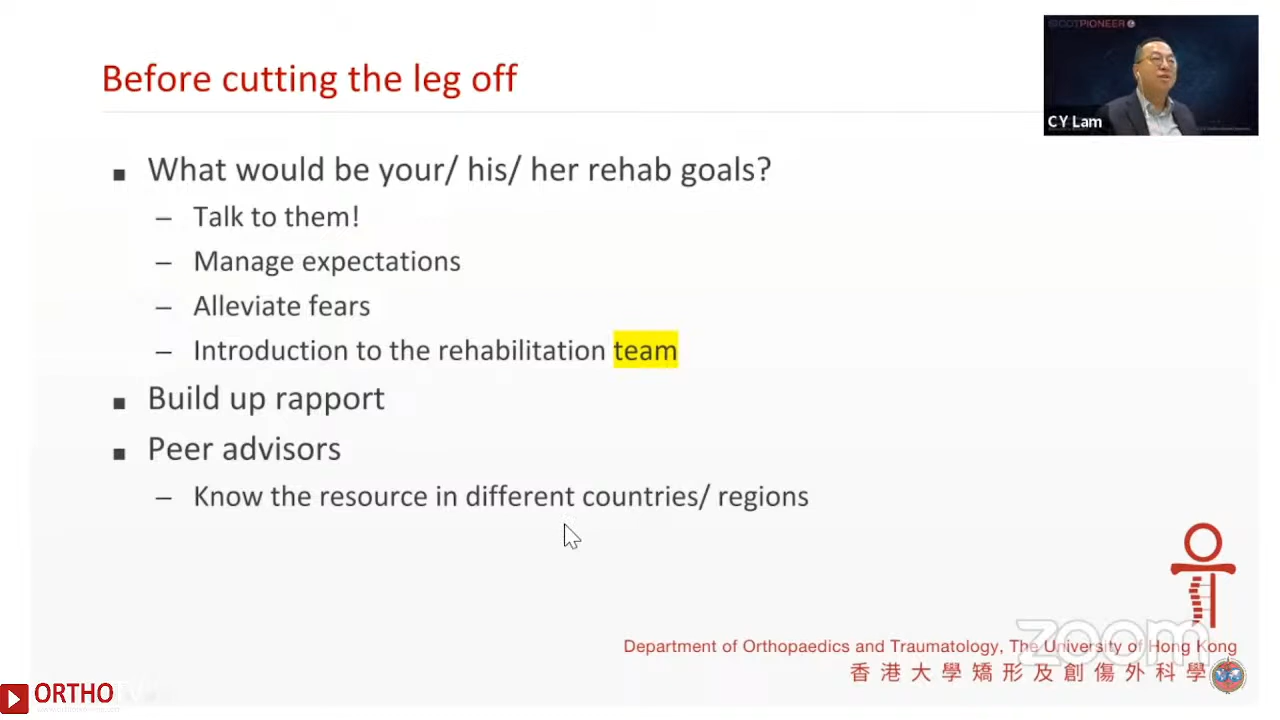 SICOTPIONEER
Before cutting the leg off
CY Lam
What would be your/ his/ her rehab goals?
– Talk to them!
– Manage expectations
– Alleviate fears
– Introduction to the rehabilitation team
Build up rapport
Peer advisors
– Know the resource in different countries/ regions
zoom
Department of Orthopaedics and Traumatology, The University of Hong Kong
香港大學矯形及創傷外科學
ORTHOTV